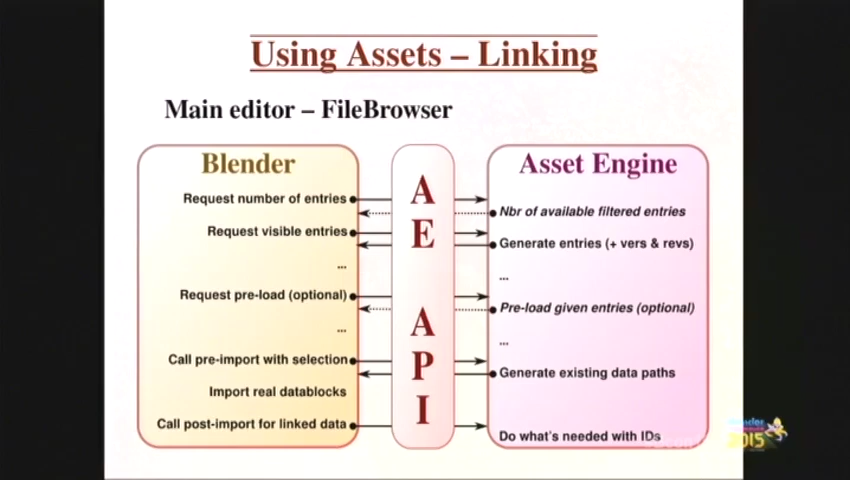 Using Assets – Linking
Main editor – FileBrowser
Blender
Request number of entries
Request visible entries
...
Request pre-load (optional)
...
Call pre-import with selection
Import real datablocks
Call post-import for linked data
A
E
A
P
I
Asset Engine
Nbr of available filtered entries
Generate entries (+ vers & revs)
...
Pre-load given entries (optional)
...
Generate existing data paths
Do what's needed with IDs
2015